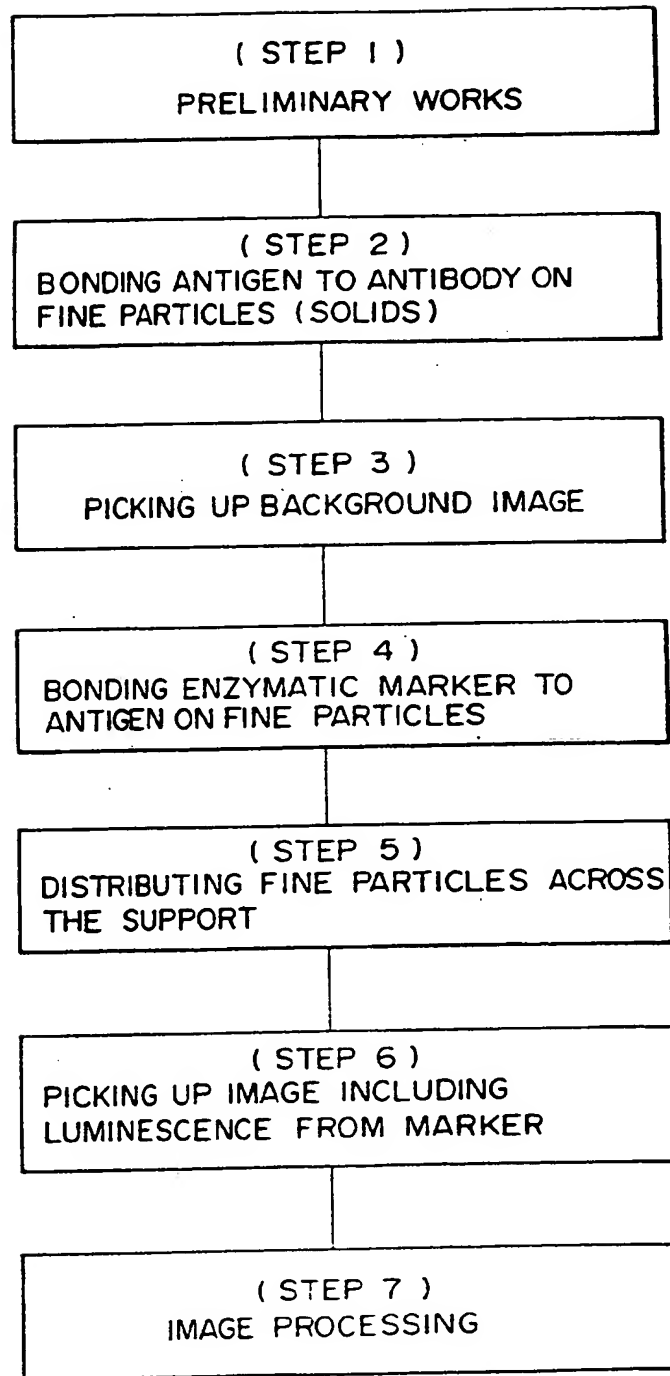 ( STEP 1 )
PRELIMINARY WORKS
( STEP 2 )
BONDING ANTIGEN TO ANTIBODY ON
FINE PARTICLES (SOLIDS)
( STEP 3 )
PICKING UP BACKGROUND IMAGE
( STEP 4 )
BONDING ENZYMATIC MARKER TO
ANTIGEN ON FINE PARTICLES
( STEP 5 )
DISTRIBUTING FINE PARTICLES ACROSS
THE SUPPORT
( STEP 6 )
PICKING UP IMAGE INCLUDING
LUMINESCENCE FROM MARKER
( STEP 7 )
IMAGE PROCESSING